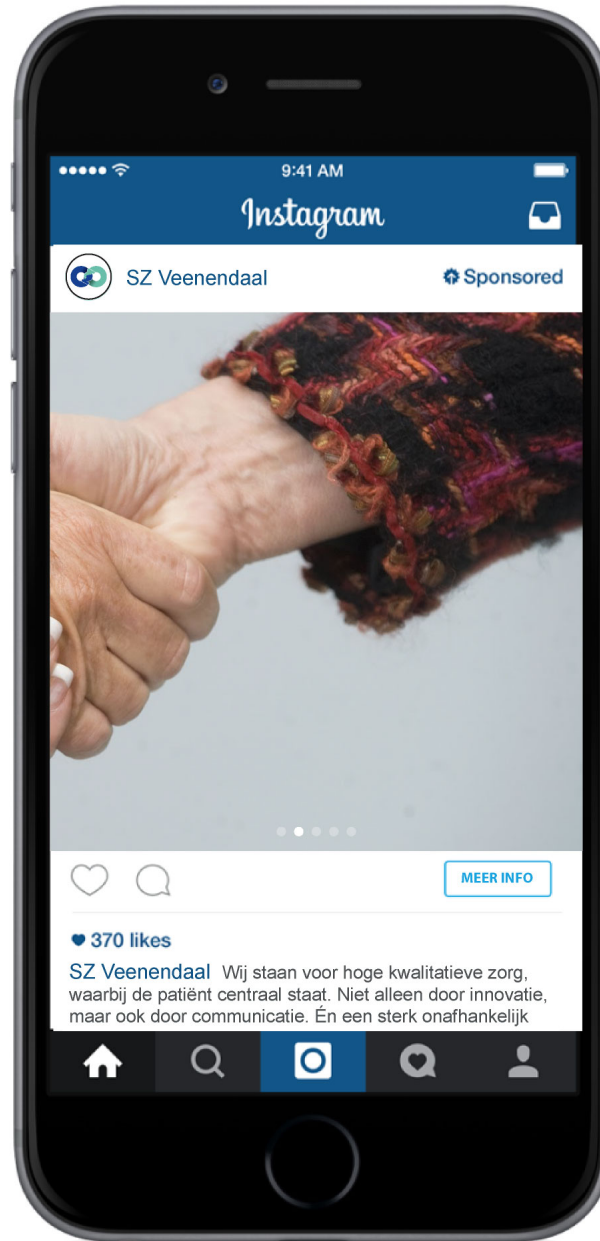 9:41 AM
Instagram
SZ Veenendaal
Sponsored
MEER INFO
370 likes
SZ Veenendaal Wij staan voor hoge kwalitatieve zorg,
waarbij de patiënt centraal staat. Niet alleen door innovatie,
maar ook door communicatie. Én een sterk onafhankelijk